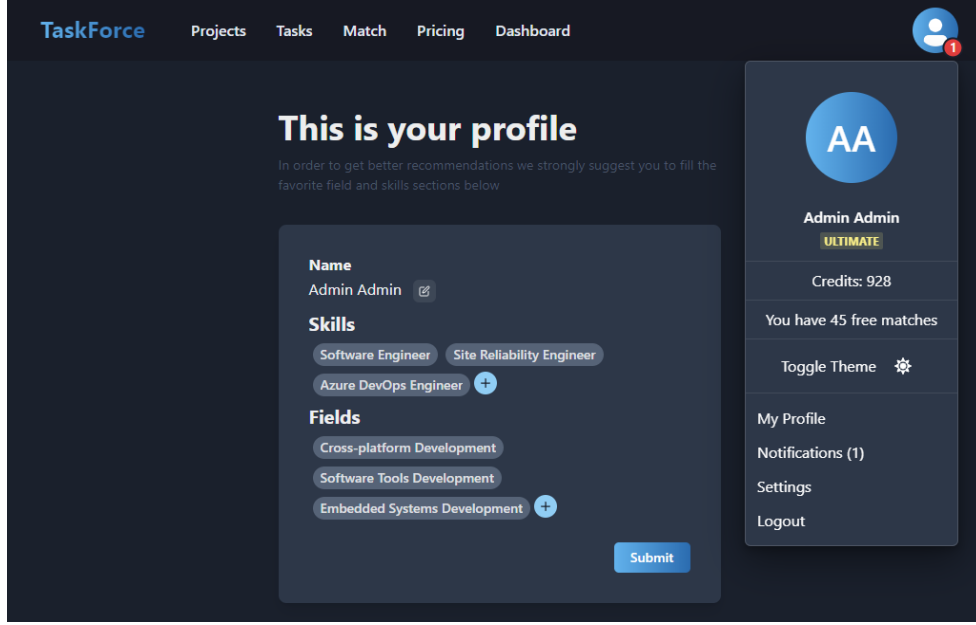 TaskForce Projects Tasks Match Pricing Dashboard
1
This is your profile
In order to get better recommendations we strongly suggest you to fill the
favorite field and skills sections below
Name
Admin Admin
Skills
Software Engineer Site Reliability Engineer
Azure DevOps Engineer +
Fields
Cross-platform Development
Software Tools Development
Embedded Systems Development +
Submit
AA
Admin Admin
ULTIMATE
Credits: 928
You have 45 free matches
Toggle Theme
My Profile
Notifications (1)
Settings
Logout